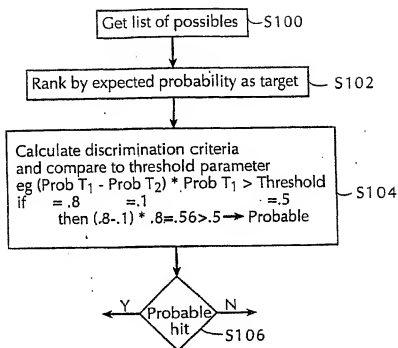 Get list of possibles
S100
Rank by expected probability as target
S102
Calculate discrimination criteria
and compare to threshold parameter
eg (Prob T1 - Prob T2) * Prob T1 > Threshold
if = .8 =.1 =.5
then (.8-.1) * .8=.56>.5→ Probable
S104
Y Probable N
hit
S106